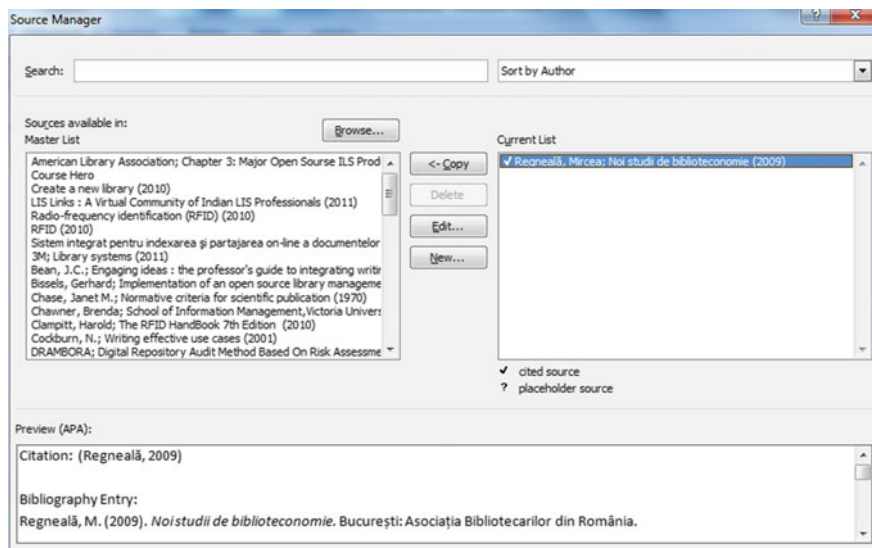 Source Manager
Search:
Sort by Author
Sources available in:
Master List
Browse...
Current List
American Library Association; Chapter 3: Major Open Sourse ILS Prod
Course Hero
Create a new library (2010)
LIS Links : A Virtual Community of Indian LIS Professionals (2011)
Radio-frequency identification (RFID) (2010)
RFID (2010)
Sistem integrat pentru indexarea și partajarea on-line a documentelor
3M; Library systems (2011)
Bean, J.C.; Engaging ideas : the professor's guide to integrating writin
Bissels, Gerhard; Implementation of an open source library manageme
Chase, Janet M.; Normative criteria for scientific publication (1970)
Chawner, Brenda; School of Information Management,Victoria Univers
Clampitt, Harold; The RFID HandBook 7th Edition (2010)
Cockburn, N.; Writing effective use cases (2001)
DRAMBORA; Digital Repository Audit Method Based On Risk Assessme
<- Copy
Delete
Edit...
New...
✓ Regneală, Mircea; Noi studii de biblioteconomie (2009)
✓ cited source
? placeholder source
Preview (APA):
Citation: (Regneală, 2009)
Bibliography Entry:
Regneală, M. (2009). Noi studii de biblioteconomie. București: Asociația Bibliotecarilor din România.